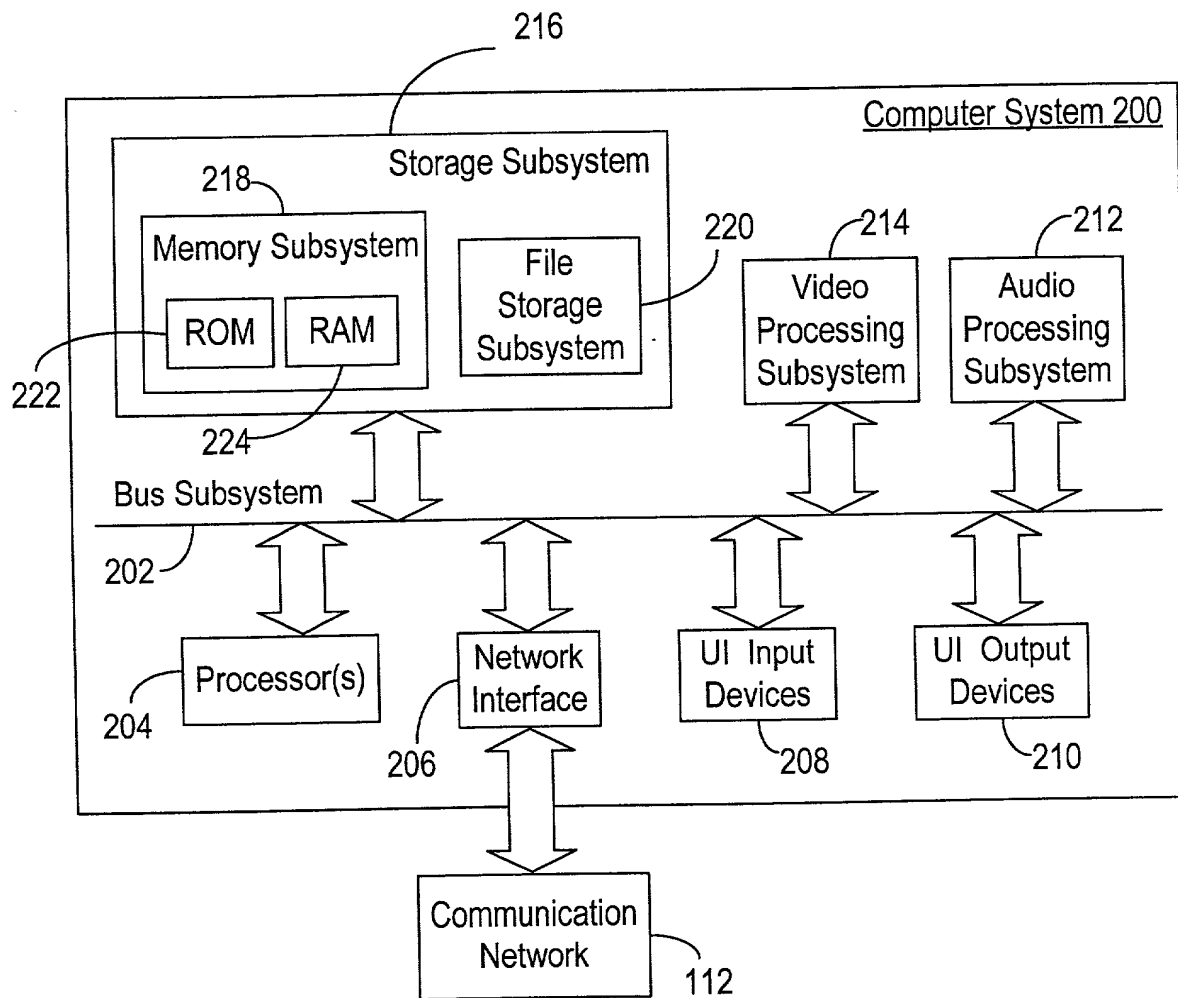 216
Computer System 200
Storage Subsystem
218
Memory Subsystem
ROM
RAM
222
224
File
Storage
Subsystem
220
214
Video
Processing
Subsystem
212
Audio
Processing
Subsystem
Bus Subsystem
202
Processor(s)
204
Network
Interface
206
UI Input
Devices
208
UI Output
Devices
210
Communication
Network
112